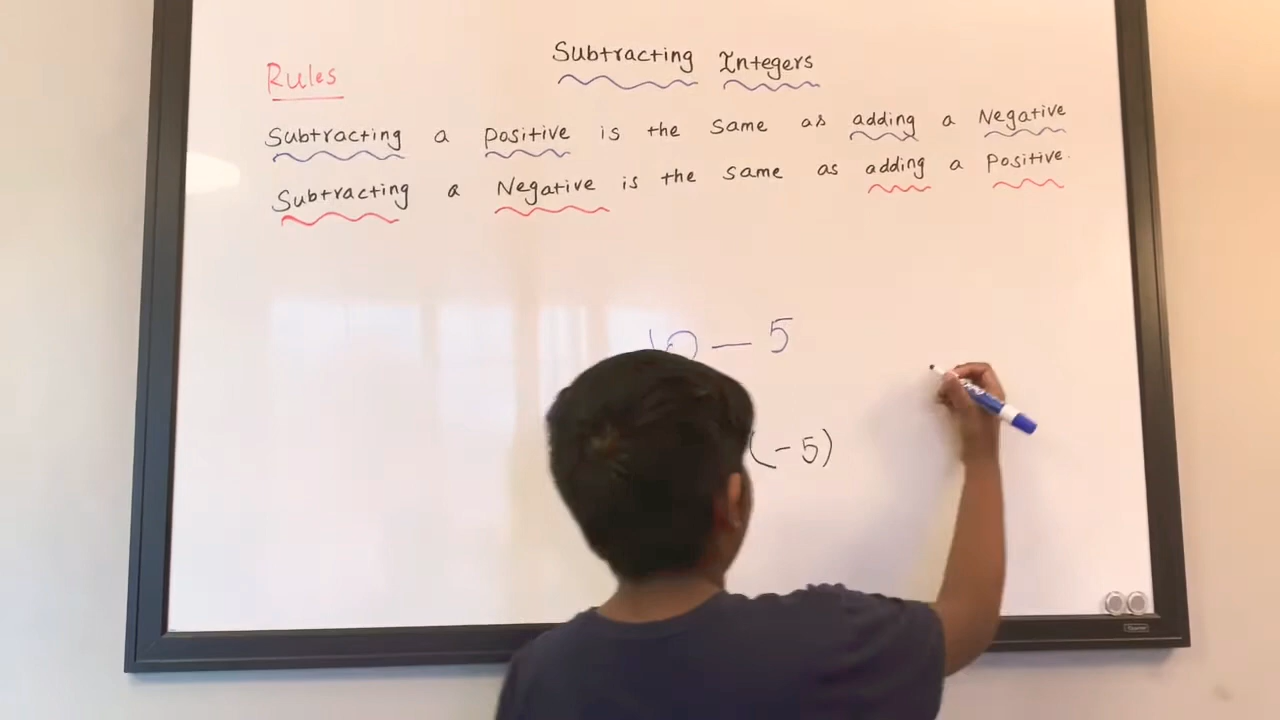 Subtracting Integers
Rules
Subtracting a positive is the same as adding a Negative
Subtracting a Negative is the same as adding a Positive.
10 — 5
(-5)